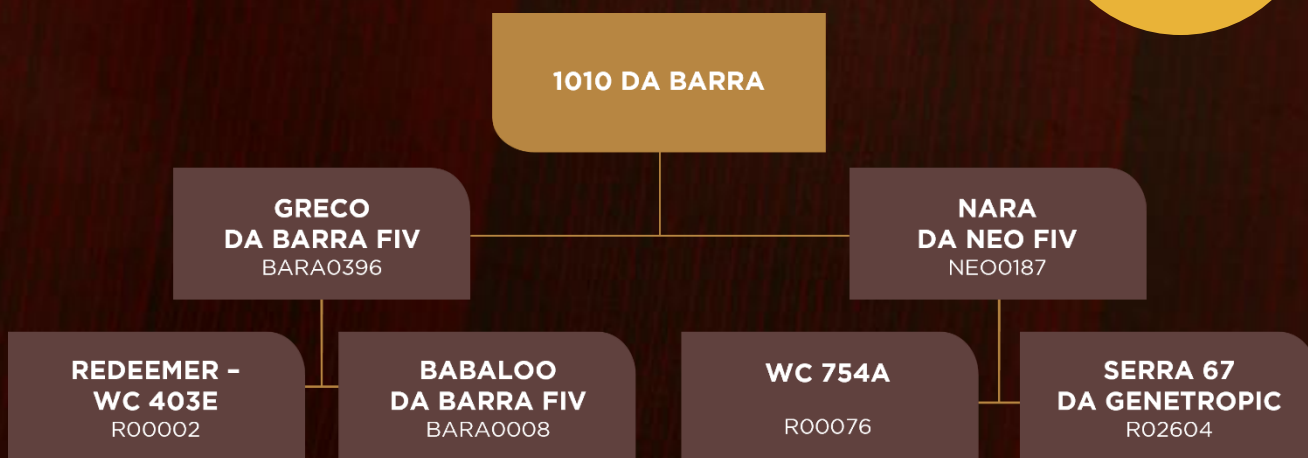 1010 DA BARRA
GRECO
DA BARRA FIV
BARA0396
NARA
DA NEO FIV
NEO0187
REDEEMER –
WC 403E
R00002
BABALOO
DA BARRA FIV
BARA0008
WC 754A
R00076
SERRA 67
DA GENETROPIC
R02604